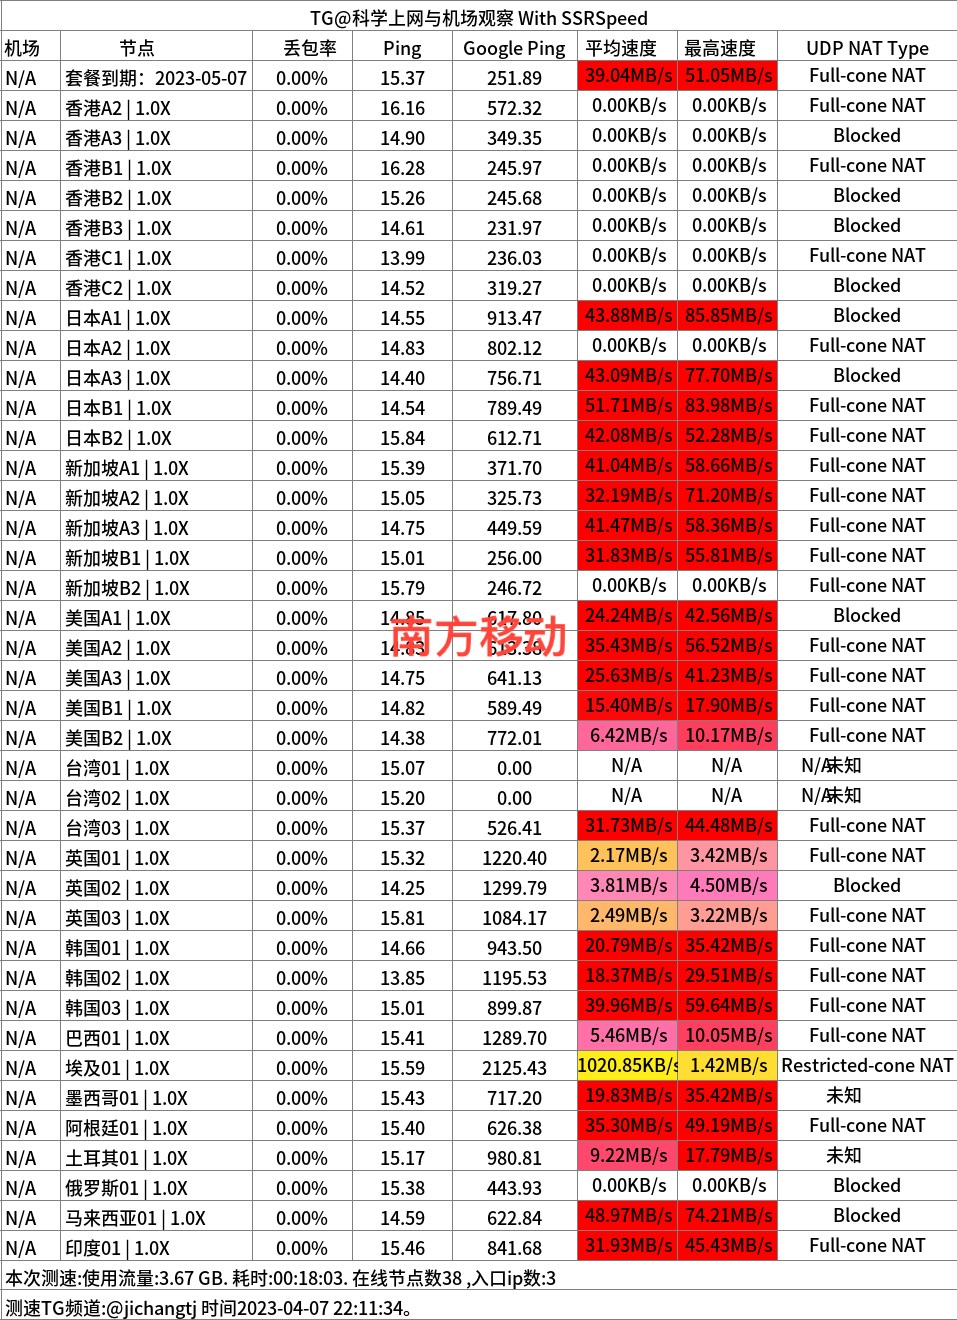 TG@科学上网与机场观察 With SSRSpeed
机场 节点 丢包率 Ping Google Ping 平均速度 最高速度 UDP NAT Type
N/A 套餐到期：2023-05-07 0.00% 15.37 251.89 39.04MB/s 51.05MB/s Full-cone NAT
N/A 香港A2 | 1.0X 0.00% 16.16 572.32 0.00KB/s 0.00KB/s Full-cone NAT
N/A 香港A3 | 1.0X 0.00% 14.90 349.35 0.00KB/s 0.00KB/s Blocked
N/A 香港B1 | 1.0X 0.00% 16.28 245.97 0.00KB/s 0.00KB/s Full-cone NAT
N/A 香港B2 | 1.0X 0.00% 15.26 245.68 0.00KB/s 0.00KB/s Blocked
N/A 香港B3 | 1.0X 0.00% 14.61 231.97 0.00KB/s 0.00KB/s Blocked
N/A 香港C1 | 1.0X 0.00% 13.99 236.03 0.00KB/s 0.00KB/s Full-cone NAT
N/A 香港C2 | 1.0X 0.00% 14.52 319.27 0.00KB/s 0.00KB/s Blocked
N/A 日本A1 | 1.0X 0.00% 14.55 913.47 43.88MB/s 85.85MB/s Blocked
N/A 日本A2 | 1.0X 0.00% 14.83 802.12 0.00KB/s 0.00KB/s Full-cone NAT
N/A 日本A3 | 1.0X 0.00% 14.40 756.71 43.09MB/s 77.70MB/s Blocked
N/A 日本B1 | 1.0X 0.00% 14.54 789.49 51.71MB/s 83.98MB/s Full-cone NAT
N/A 日本B2 | 1.0X 0.00% 15.84 612.71 42.08MB/s 52.28MB/s Full-cone NAT
N/A 新加坡A1 | 1.0X 0.00% 15.39 371.70 41.04MB/s 58.66MB/s Full-cone NAT
N/A 新加坡A2 | 1.0X 0.00% 15.05 325.73 32.19MB/s 71.20MB/s Full-cone NAT
N/A 新加坡A3 | 1.0X 0.00% 14.75 449.59 41.47MB/s 58.36MB/s Full-cone NAT
N/A 新加坡B1 | 1.0X 0.00% 15.01 256.00 31.83MB/s 55.81MB/s Full-cone NAT
N/A 新加坡B2 | 1.0X 0.00% 15.79 246.72 0.00KB/s 0.00KB/s Full-cone NAT
N/A 美国A1 | 1.0X 0.00% 14.85 617.80 24.24MB/s 42.56MB/s Blocked
南方移动
N/A 美国A2 | 1.0X 0.00% 14.83 35.43MB/s 56.52MB/s Full-cone NAT
N/A 美国A3 | 1.0X 0.00% 14.75 641.13 25.63MB/s 41.23MB/s Full-cone NAT
N/A 美国B1 | 1.0X 0.00% 14.82 589.49 15.40MB/s 17.90MB/s Full-cone NAT
N/A 美国B2 | 1.0X 0.00% 14.38 772.01 6.42MB/s 10.17MB/s Full-cone NAT
N/A 台湾01 | 1.0X 0.00% 15.07 0.00 N/A N/A N/A未知
N/A 台湾02 | 1.0X 0.00% 15.20 0.00 N/A N/A N/A未知
N/A 台湾03 | 1.0X 0.00% 15.37 526.41 31.73MB/s 44.48MB/s Full-cone NAT
N/A 英国01 | 1.0X 0.00% 15.32 1220.40 2.17MB/s 3.42MB/s Full-cone NAT
N/A 英国02 | 1.0X 0.00% 14.25 1299.79 3.81MB/s 4.50MB/s Blocked
N/A 英国03 | 1.0X 0.00% 15.81 1084.17 2.49MB/s 3.22MB/s Full-cone NAT
N/A 韩国01 | 1.0X 0.00% 14.66 943.50 20.79MB/s 35.42MB/s Full-cone NAT
N/A 韩国02 | 1.0X 0.00% 13.85 1195.53 18.37MB/s 29.51MB/s Full-cone NAT
N/A 韩国03 | 1.0X 0.00% 15.01 899.87 39.96MB/s 59.64MB/s Full-cone NAT
N/A 巴西01 | 1.0X 0.00% 15.41 1289.70 5.46MB/s 10.05MB/s Full-cone NAT
N/A 埃及01 | 1.0X 0.00% 15.59 2125.43 1020.85KB/s 1.42MB/s Restricted-cone NAT
N/A 墨西哥01 | 1.0X 0.00% 15.43 717.20 19.83MB/s 35.42MB/s 未知
N/A 阿根廷01 | 1.0X 0.00% 15.40 626.38 35.30MB/s 49.19MB/s Full-cone NAT
N/A 土耳其01 | 1.0X 0.00% 15.17 980.81 9.22MB/s 17.79MB/s 未知
N/A 俄罗斯01 | 1.0X 0.00% 15.38 443.93 0.00KB/s 0.00KB/s Blocked
N/A 马来西亚01 | 1.0X 0.00% 14.59 622.84 48.97MB/s 74.21MB/s Blocked
N/A 印度01 | 1.0X 0.00% 15.46 841.68 31.93MB/s 45.43MB/s Full-cone NAT
本次测速:使用流量:3.67 GB. 耗时:00:18:03. 在线节点数38 ,入口ip数:3
测速TG频道:@jichangtj 时间2023-04-07 22:11:34。